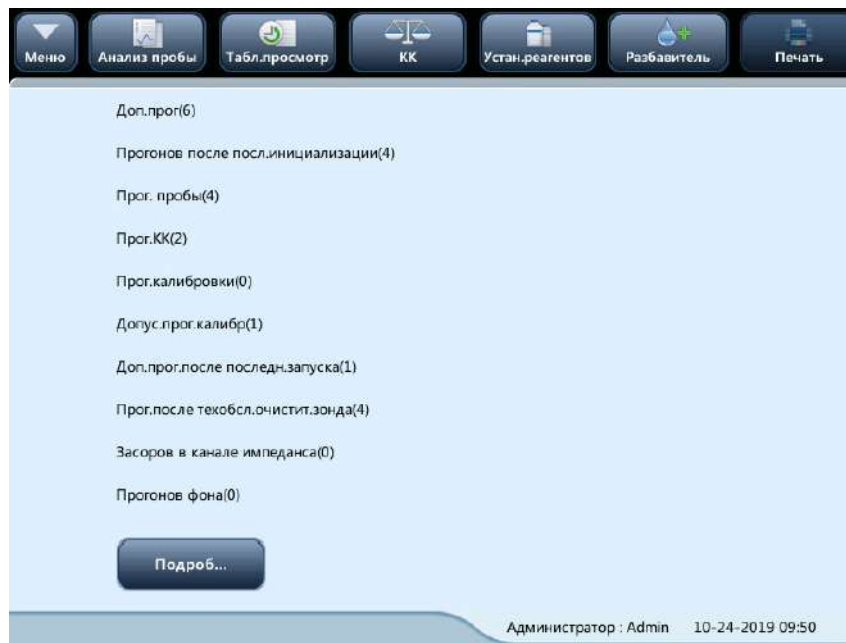 Меню
Анализ пробы
Табл.просмотр
КК
Устан.реагентов
Разбавитель
Печать
Доп.прог(6)
Прогонов после посл.инициализации(4)
Прог. пробы(4)
Прог.КК(2)
Прог.калибровки(0)
Допус.прог.калибр(1)
Доп.прог.после последн.запуска(1)
Прог.после техобсл.очистит.зонда(4)
Засоров в канале импеданса(0)
Прогонов фона(0)
Подроб...
Администратор : Admin 10-24-2019 09:50